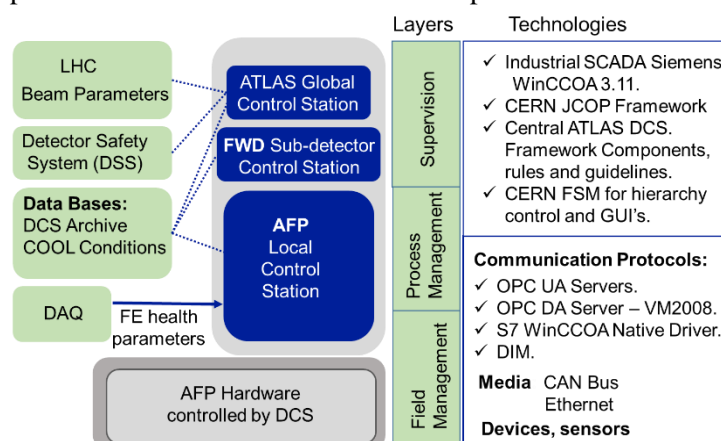 Layers
Technologies
LHC
Beam Parameters
Detector Safety
System (DSS)
Data Bases:
DCS Archive
COOL Conditions
DAQ
FE health
parameters
ATLAS Global
Control Station
FWD Sub-detector
Control Station
AFP
Local
Control
Station
AFP Hardware
controlled by DCS
Supervision
Process Management
Field
Management
✓ Industrial SCADA Siemens
WinCCOA 3.11.
✓ CERN JCOP Framework
✓ Central ATLAS DCS.
Framework Components,
rules and guidelines.
✓ CERN FSM for hierarchy
control and GUI's.
Communication Protocols:
✓ OPC UA Servers.
✓ OPC DA Server – VM2008.
✓ S7 WinCCOA Native Driver.
✓ DIM.
Media CAN Bus
Ethernet
Devices, sensors